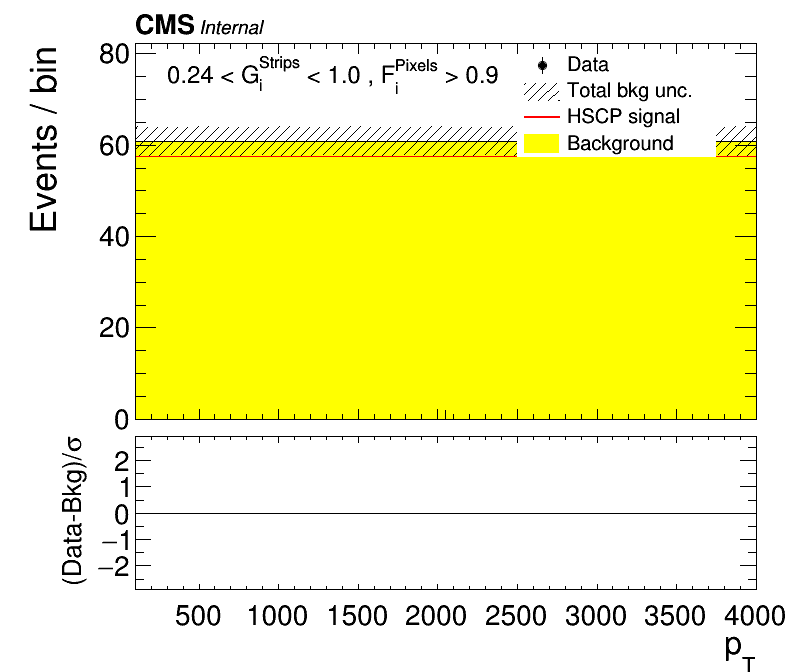 CMS Internal
Events / bin
80
60
40
20
0
0.24 < G_i^Strips < 1.0 , F_i^Pixels > 0.9
Data
Total bkg unc.
HSCP signal
Background
(Data-Bkg)/σ
2
1
0
−1
−2
500 1000 1500 2000 2500 3000 3500 4000
p_T